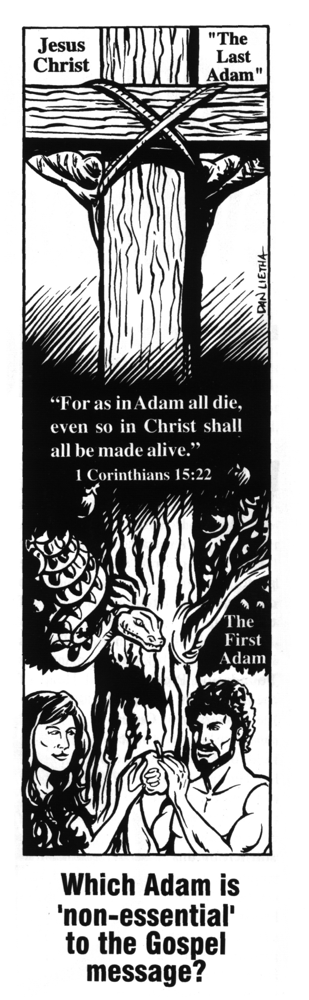 Jesus
Christ
"The
Last
Adam"
DAN LIETHA
“For as in Adam all die,
even so in Christ shall
all be made alive.”
1 Corinthians 15:22
The
First
Adam
Which Adam is
'non-essential'
to the Gospel
message?